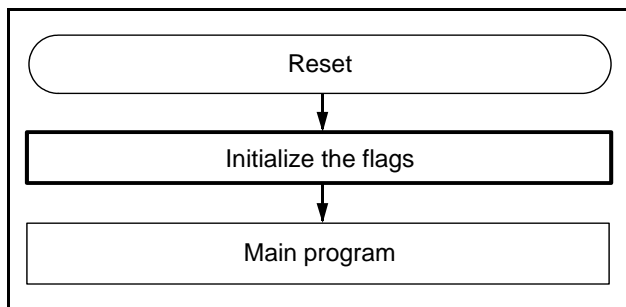 Reset
Initialize the flags
Main program